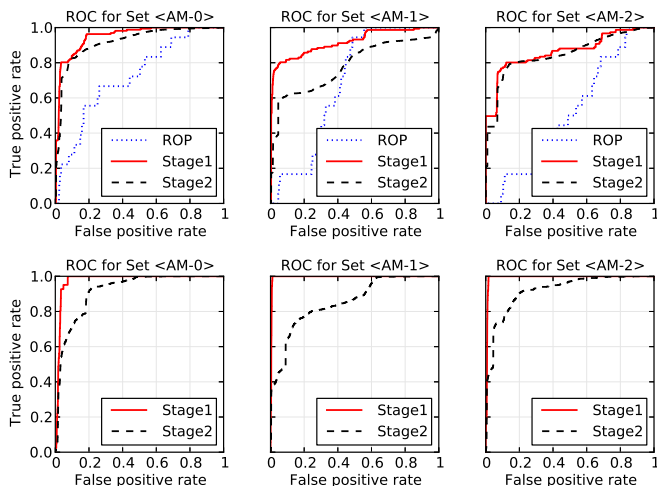 ROC for Set <AM-0>
ROC for Set <AM-1>
ROC for Set <AM-2>
True positive rate
1.0
0.8
0.6
0.4
0.2
0.0
ROP
Stage1
Stage2
ROP
Stage1
Stage2
ROP
Stage1
Stage2
0 0.2 0.4 0.6 0.8 1
0 0.2 0.4 0.6 0.8 1
0 0.2 0.4 0.6 0.8 1
False positive rate
False positive rate
False positive rate
ROC for Set <AM-0>
ROC for Set <AM-1>
ROC for Set <AM-2>
True positive rate
1.0
0.8
0.6
0.4
0.2
0.0
Stage1
Stage2
Stage1
Stage2
Stage1
Stage2
0 0.2 0.4 0.6 0.8 1
0 0.2 0.4 0.6 0.8 1
0 0.2 0.4 0.6 0.8 1
False positive rate
False positive rate
False positive rate